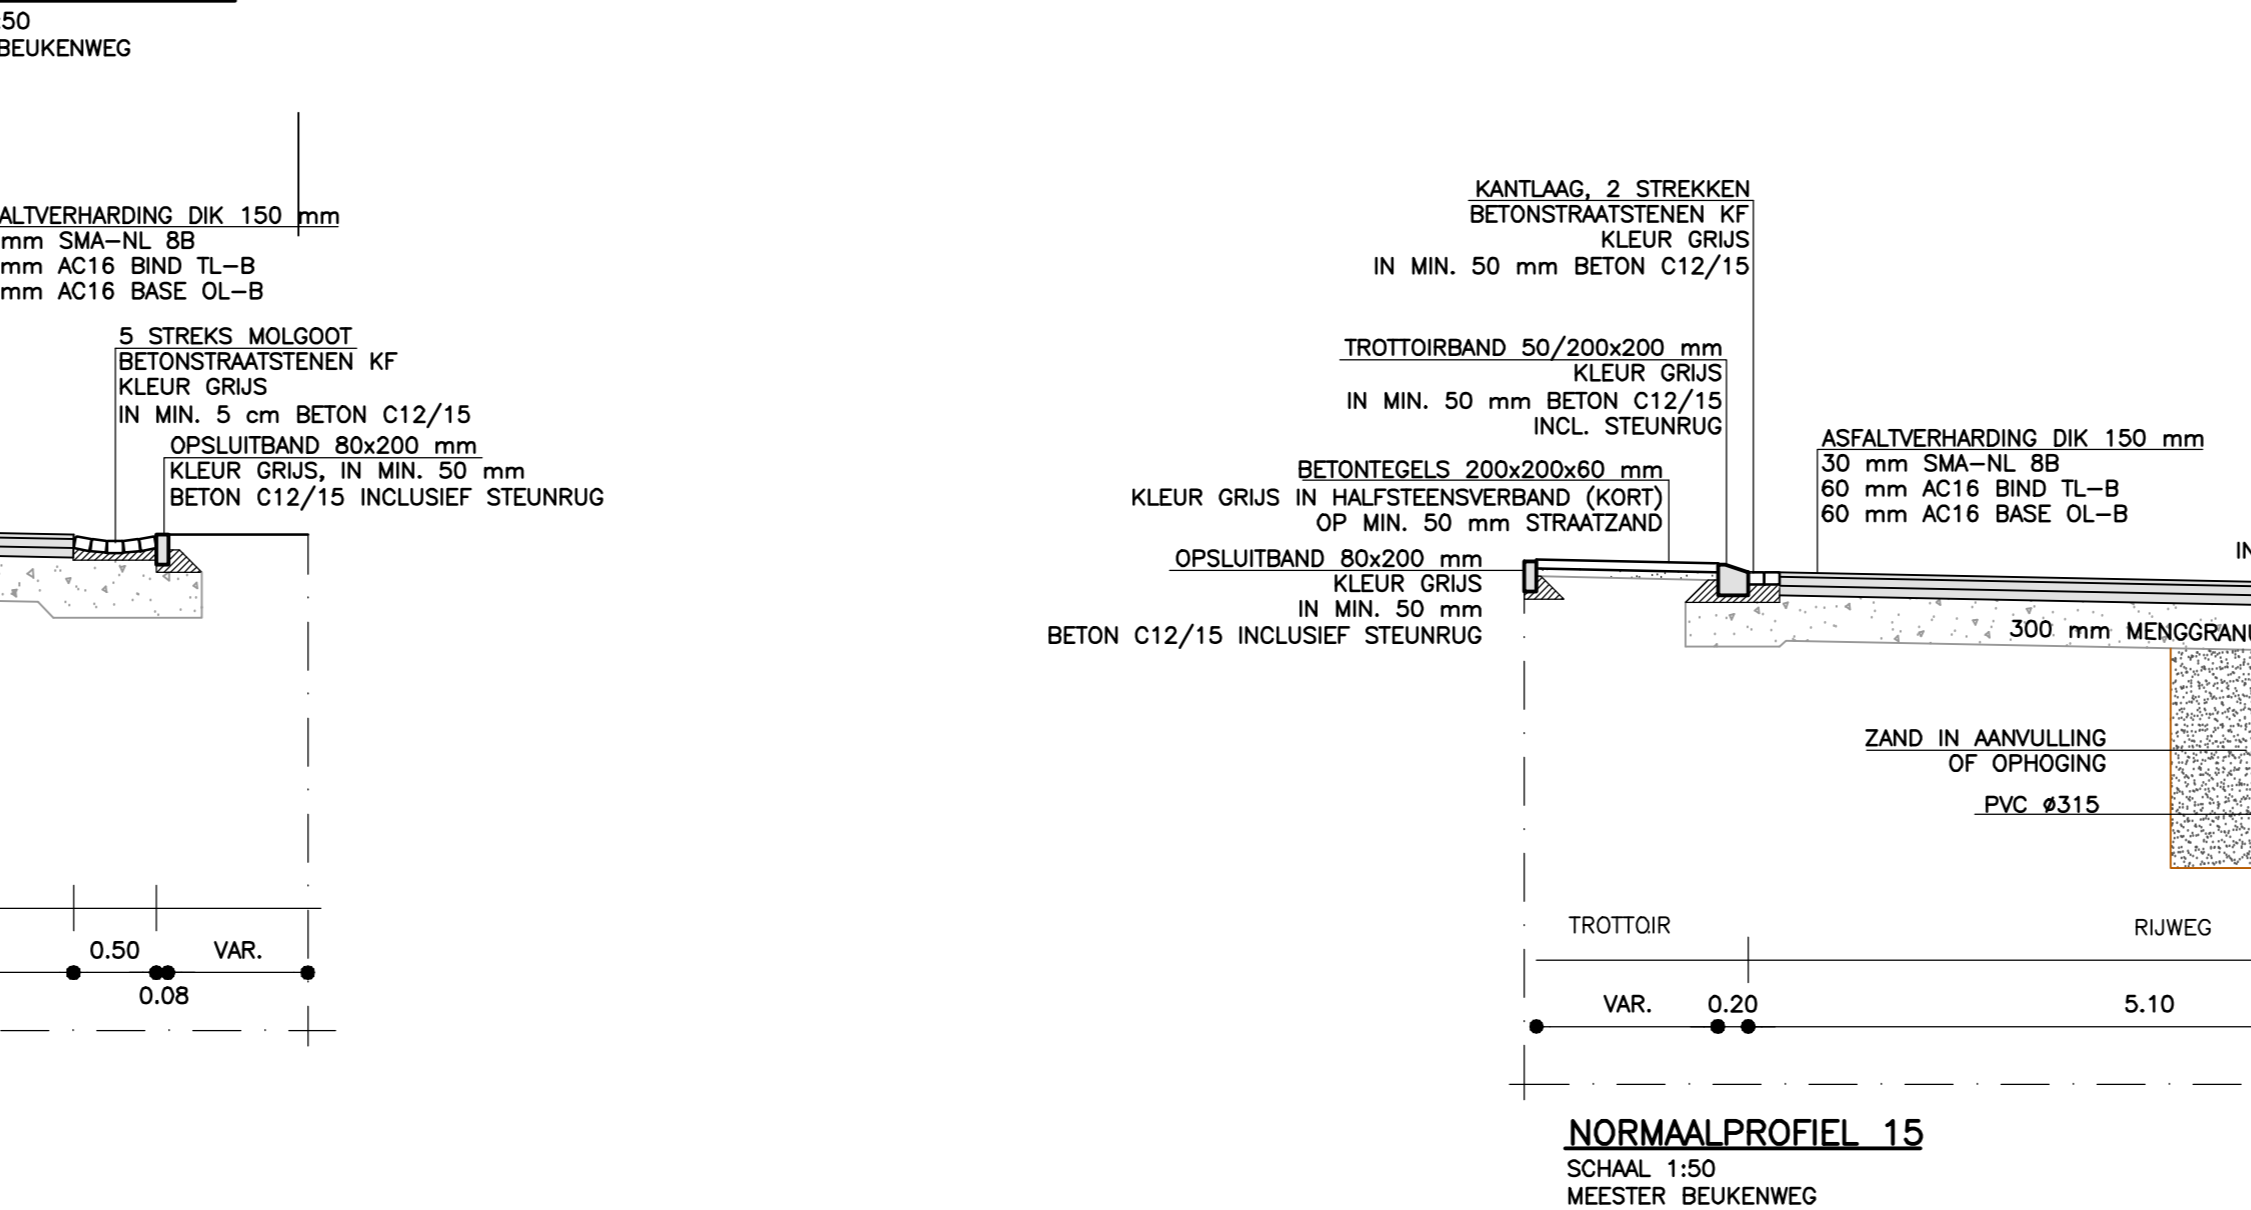 :50
BEUKENWEG
ALTVERHARDING DIK 150 mm
mm SMA-NL 8B
mm AC16 BIND TL-B
mm AC16 BASE OL-B
5 STREKS MOLGOOT
BETONSTRAATSTENEN KF
KLEUR GRIJS
IN MIN. 5 cm BETON C12/15
OPSLUITBAND 80x200 mm
KLEUR GRIJS, IN MIN. 50 mm
BETON C12/15 INCLUSIEF STEUNRUG
0.50
VAR.
0.08
KANTLAAG, 2 STREKKEN
BETONSTRAATSTENEN KF
KLEUR GRIJS
IN MIN. 50 mm BETON C12/15
TROTTOIRBAND 50/200x200 mm
KLEUR GRIJS
IN MIN. 50 mm BETON C12/15
INCL. STEUNRUG
BETONTEGELS 200x200x60 mm
KLEUR GRIJS IN HALFSTEENSVERBAND (KORT)
OP MIN. 50 mm STRAATZAND
OPSLUITBAND 80x200 mm
KLEUR GRIJS
IN MIN. 50 mm
BETON C12/15 INCLUSIEF STEUNRUG
ASFALTVERHARDING DIK 150 mm
30 mm SMA-NL 8B
60 mm AC16 BIND TL-B
60 mm AC16 BASE OL-B
IN
300 mm MENGGRANU
ZAND IN AANVULLING
OF OPHOGING
PVC ø315
TROTTOIR
RIJWEG
VAR.
0.20
5.10
NORMAALPROFIEL 15
SCHAAL 1:50
MEESTER BEUKENWEG